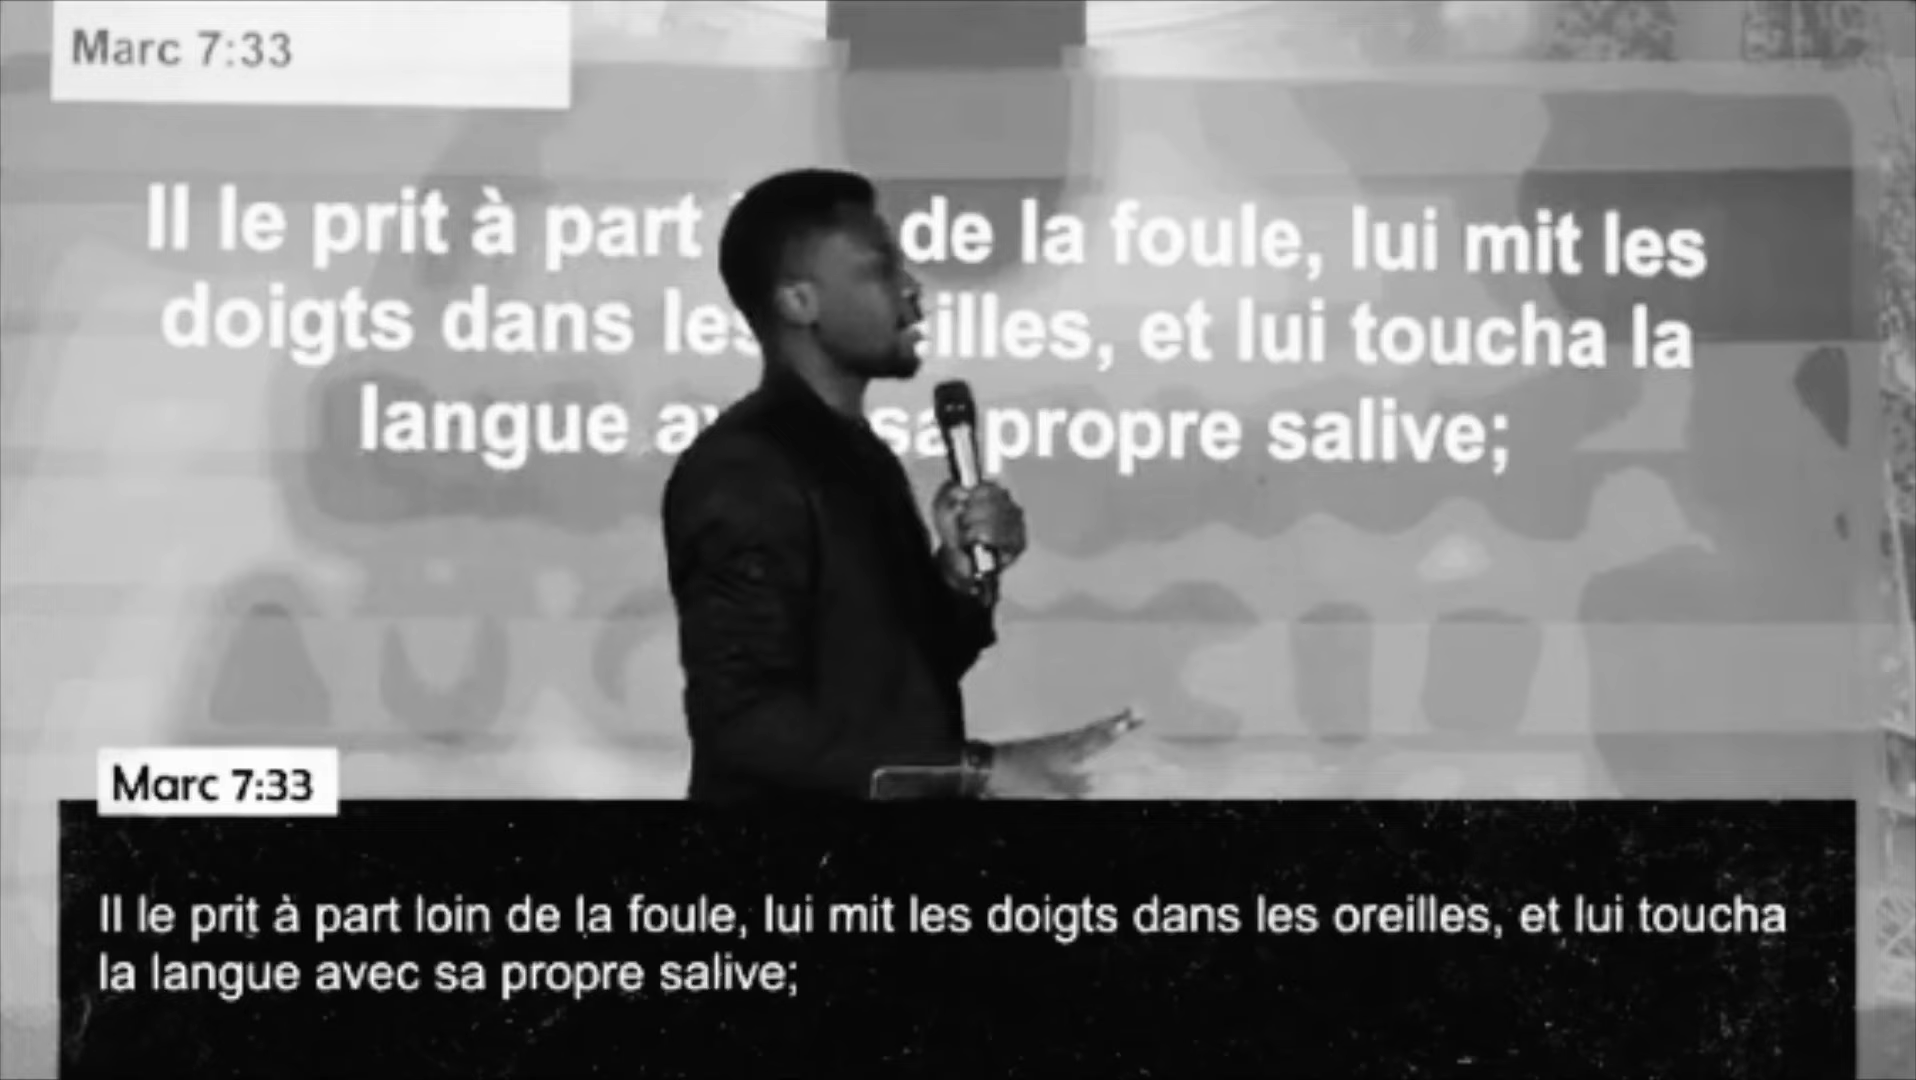 Marc 7:33
Il le prit à part de la foule, lui mit les
doigts dans les illes, et lui toucha la
langue a sa propre salive;
Marc 7:33
Il le prit à part loin de la foule, lui mit les doigts dans les oreilles, et lui toucha
la langue avec sa propre salive;